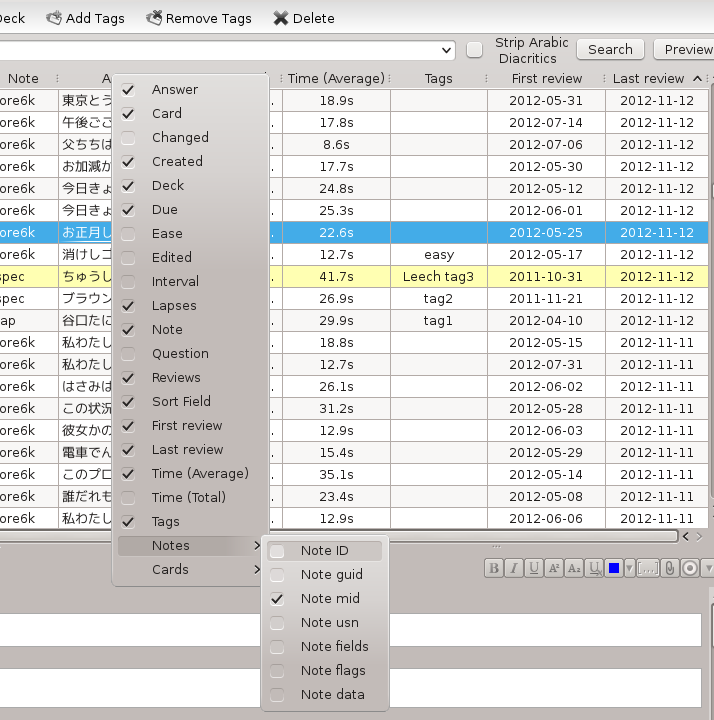 Deck Add Tags Remove Tags Delete
Strip Arabic Diacritics Search Preview
Note Time (Average) Tags First review Last review
ore6k 東京とう 18.9s 2012-05-31 2012-11-12
ore6k 午後ごご 17.8s 2012-07-14 2012-11-12
ore6k 父ちちは 8.6s 2012-07-06 2012-11-12
ore6k お加減か 17.7s 2012-05-30 2012-11-12
ore6k 今日きょ 24.8s 2012-05-12 2012-11-12
ore6k 今日きょ 25.3s 2012-06-01 2012-11-12
ore6k お正月し 22.6s 2012-05-25 2012-11-12
ore6k 消けしゴ 12.7s easy 2012-05-17 2012-11-12
spec ちゅうし 41.7s Leech tag3 2011-10-31 2012-11-12
spec ブラウン 26.9s tag2 2011-11-21 2012-11-12
ap 谷口たに 29.9s tag1 2012-04-10 2012-11-12
ore6k 私わたし 18.8s 2012-05-15 2012-11-11
ore6k 私わたし 12.7s 2012-07-31 2012-11-11
ore6k はさみは 26.1s 2012-06-02 2012-11-11
ore6k この状況 31.2s 2012-05-28 2012-11-11
ore6k 彼女かの 12.9s 2012-06-03 2012-11-11
ore6k 電車でん 15.4s 2012-05-29 2012-11-11
ore6k このプロ 35.1s 2012-05-14 2012-11-11
ore6k 誰だれも 23.4s 2012-05-08 2012-11-11
ore6k 私わたし 12.9s 2012-06-06 2012-11-11
Answer
Card
Changed
Created
Deck
Due
Ease
Edited
Interval
Lapses
Note
Question
Reviews
Sort Field
First review
Last review
Time (Average)
Time (Total)
Tags
Notes
Cards
Note ID
Note guid
Note mid
Note usn
Note fields
Note flags
Note data
B I U A² A₂ U [...]